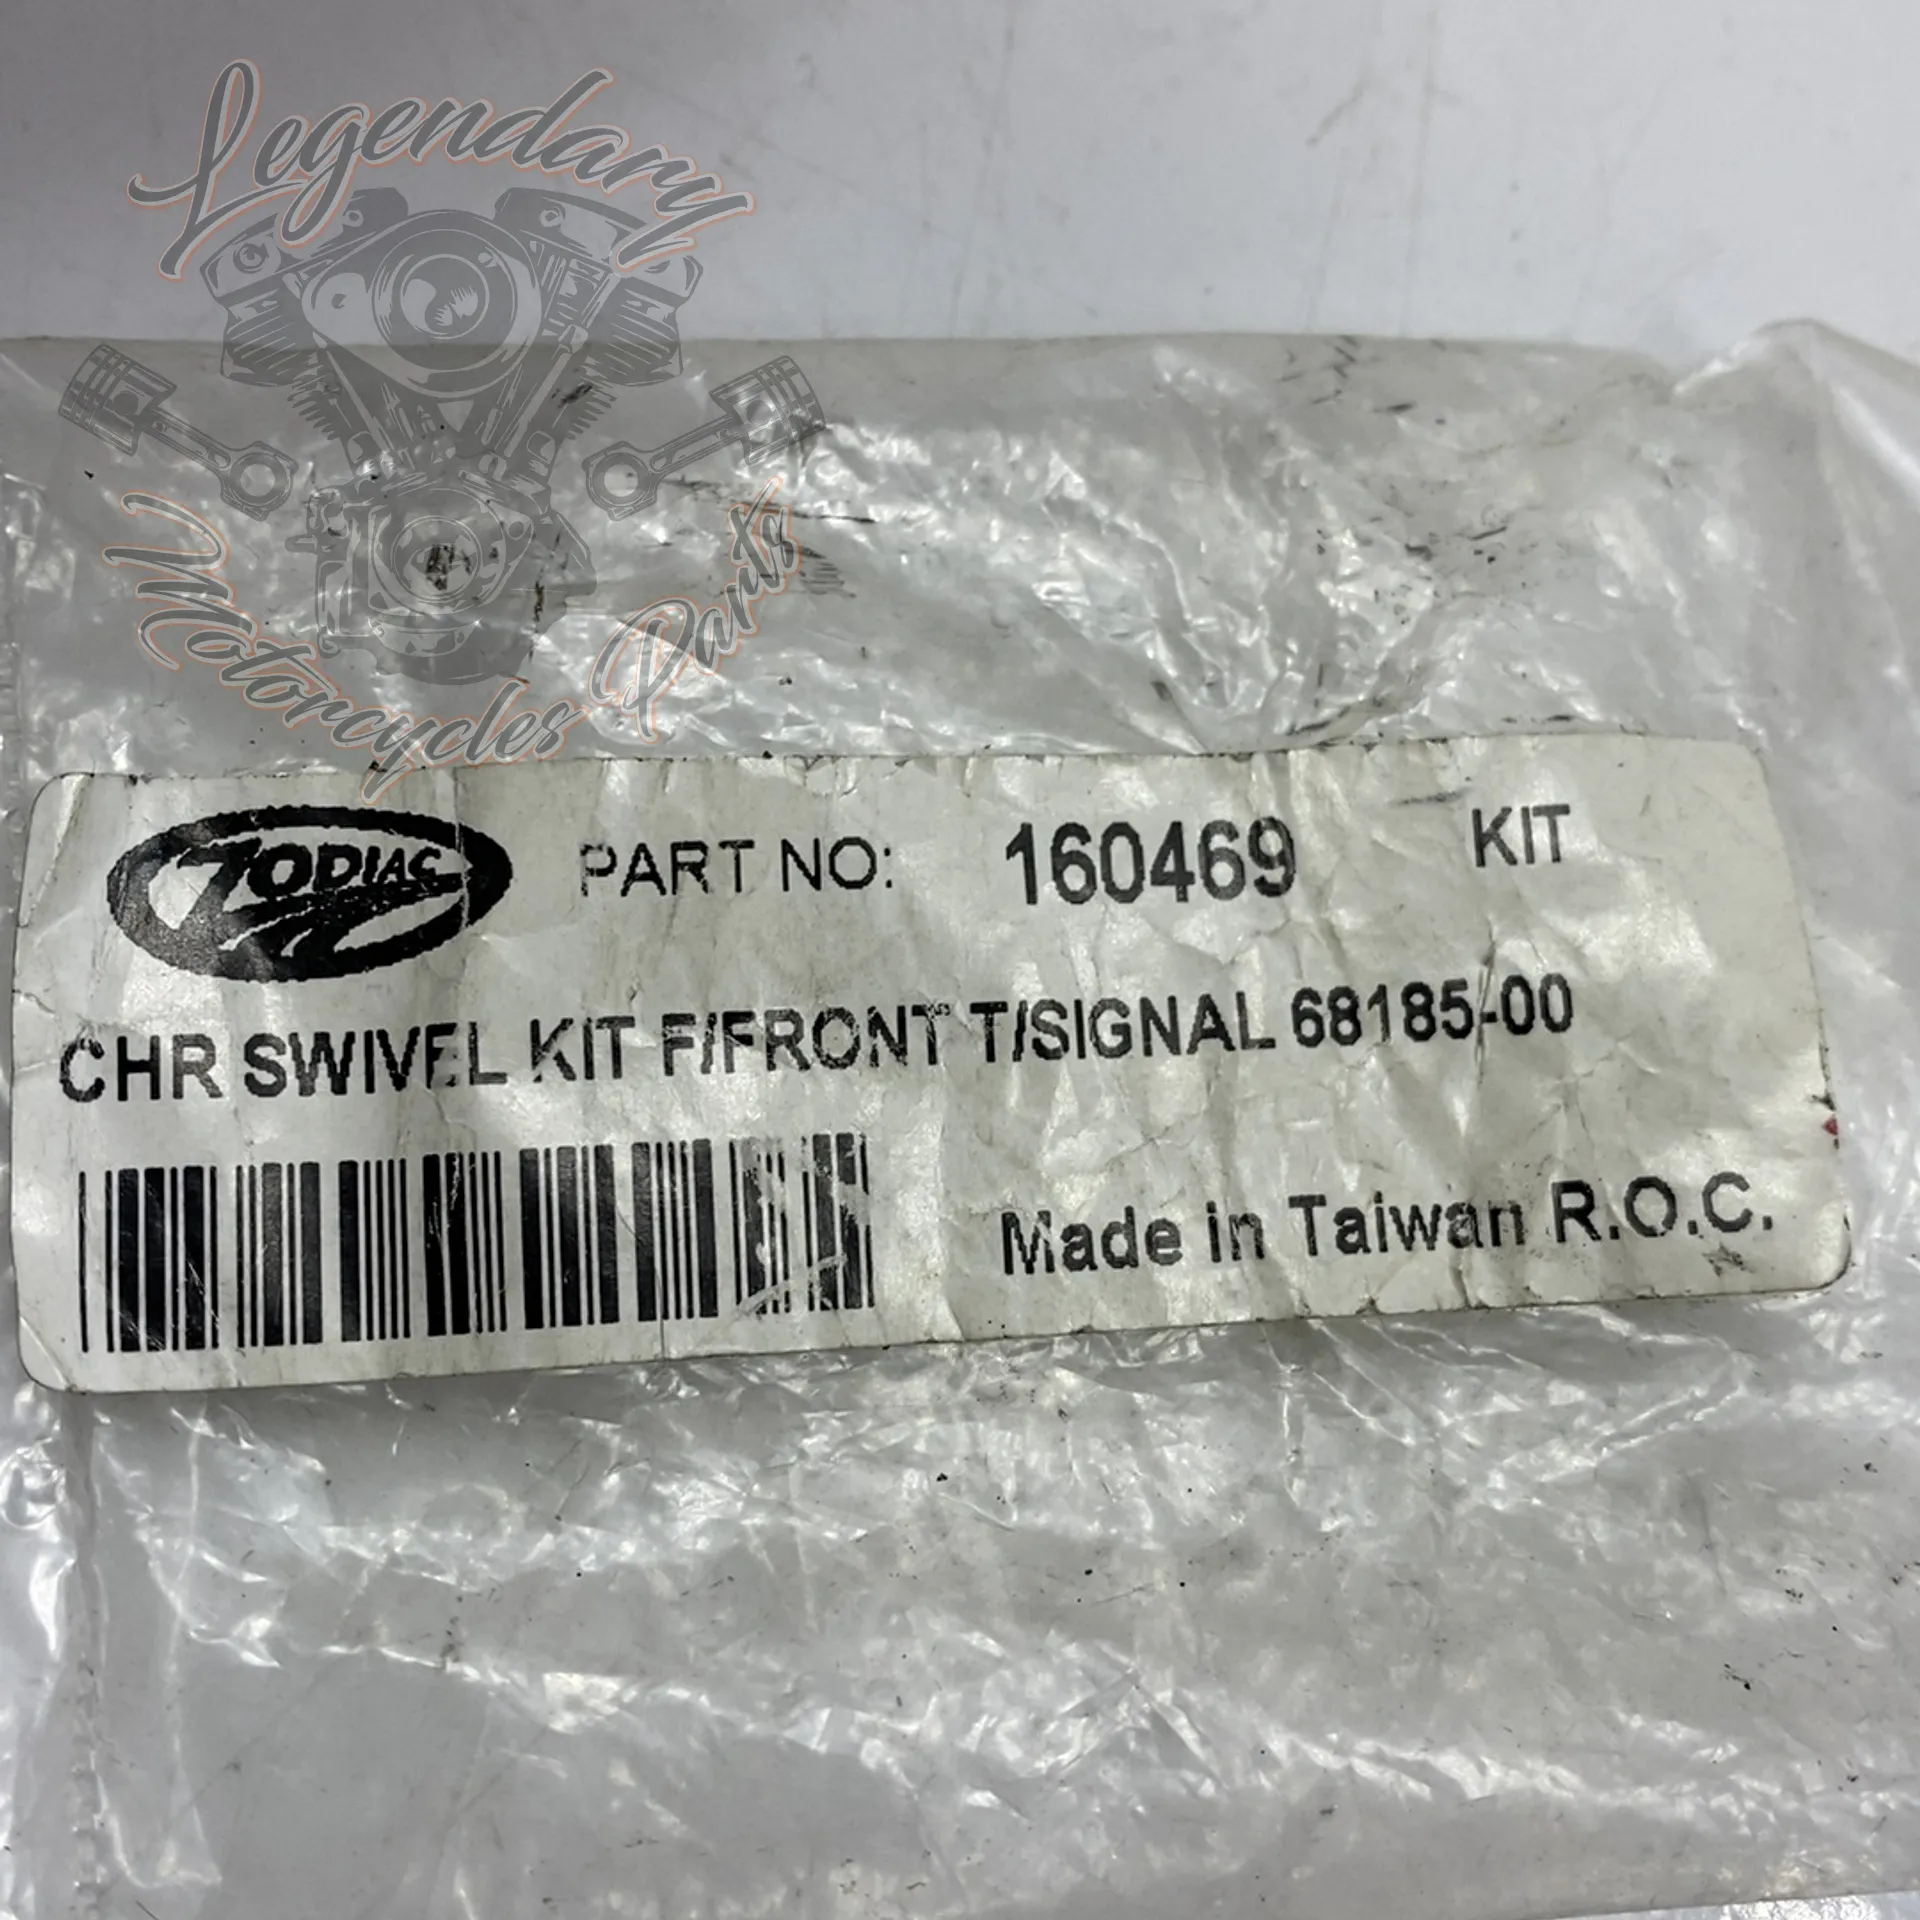 Legendary
Motorcycles Parts
ZODIAC
PART NO: 160469 KIT
CHR SWIVEL KIT F/FRONT T/SIGNAL 68185-00
Made in Taiwan R.O.C.